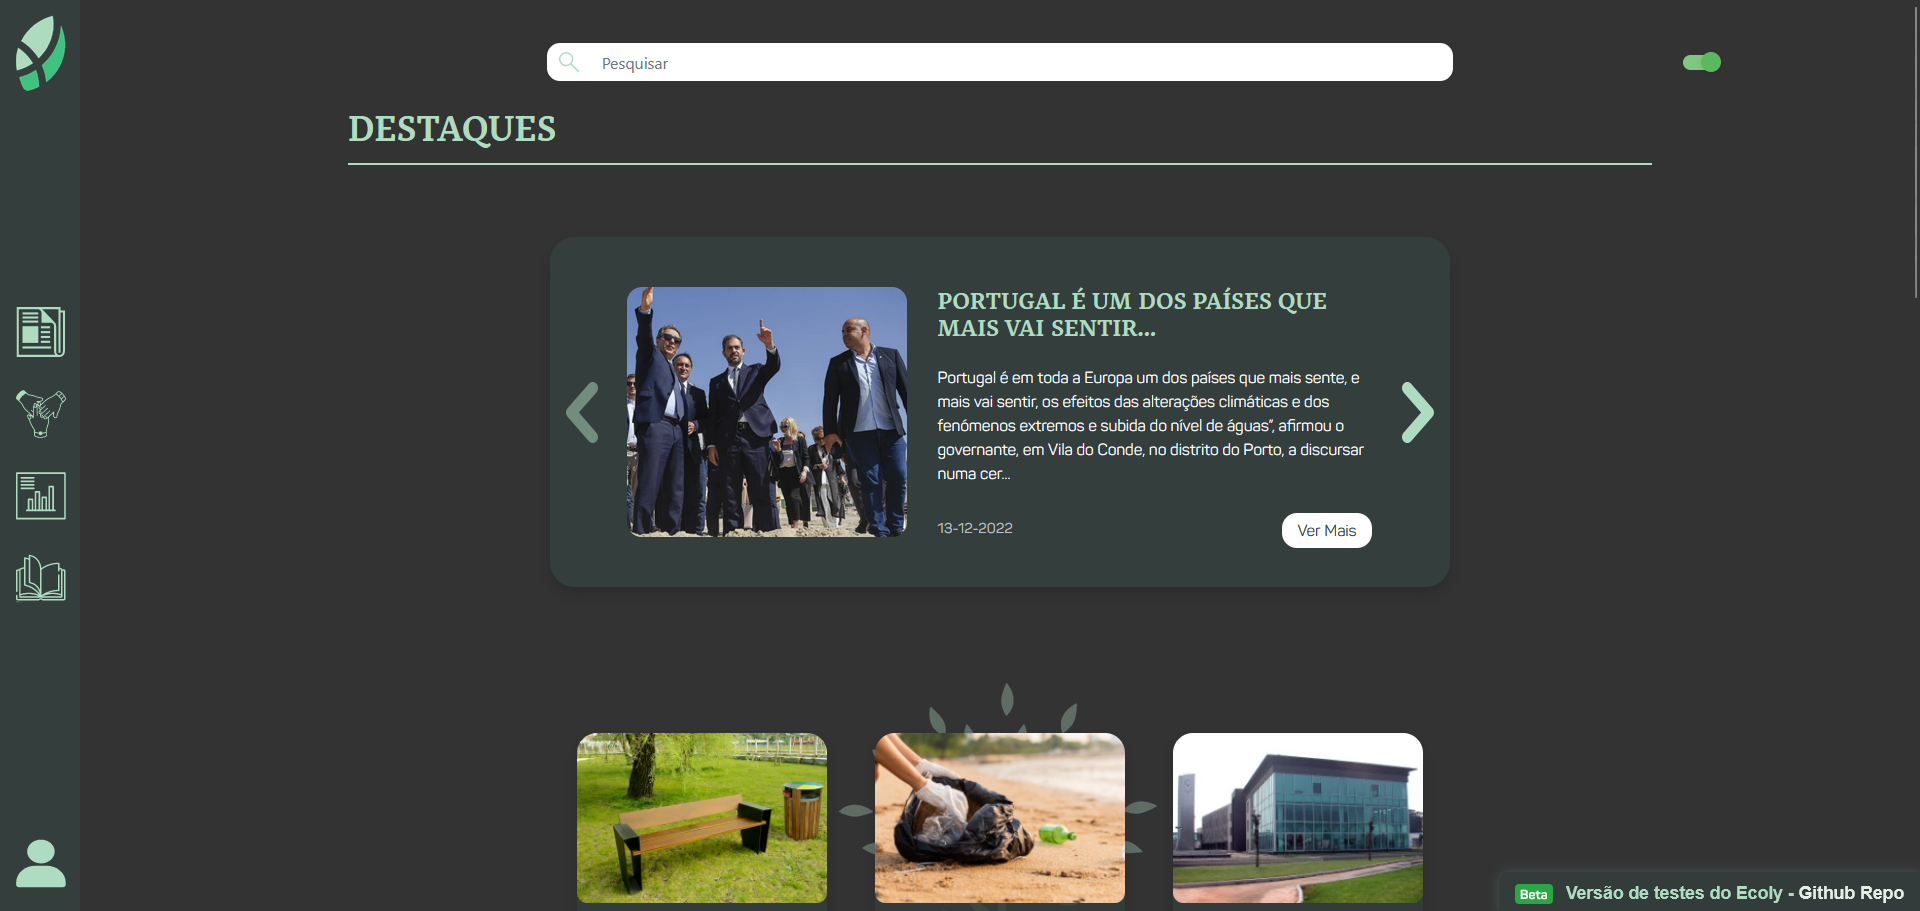 Pesquisar
DESTAQUES
PORTUGAL É UM DOS PAÍSES QUE
MAIS VAI SENTIR...
Portugal é em toda a Europa um dos países que mais sente, e
mais vai sentir, os efeitos das alterações climáticas e dos
fenómenos extremos e subida do nível de águas”, afirmou o
governante, em Vila do Conde, no distrito do Porto, a discursar
numa cer...
13-12-2022
Ver Mais
Beta Versão de testes do Ecoly - Github Repo